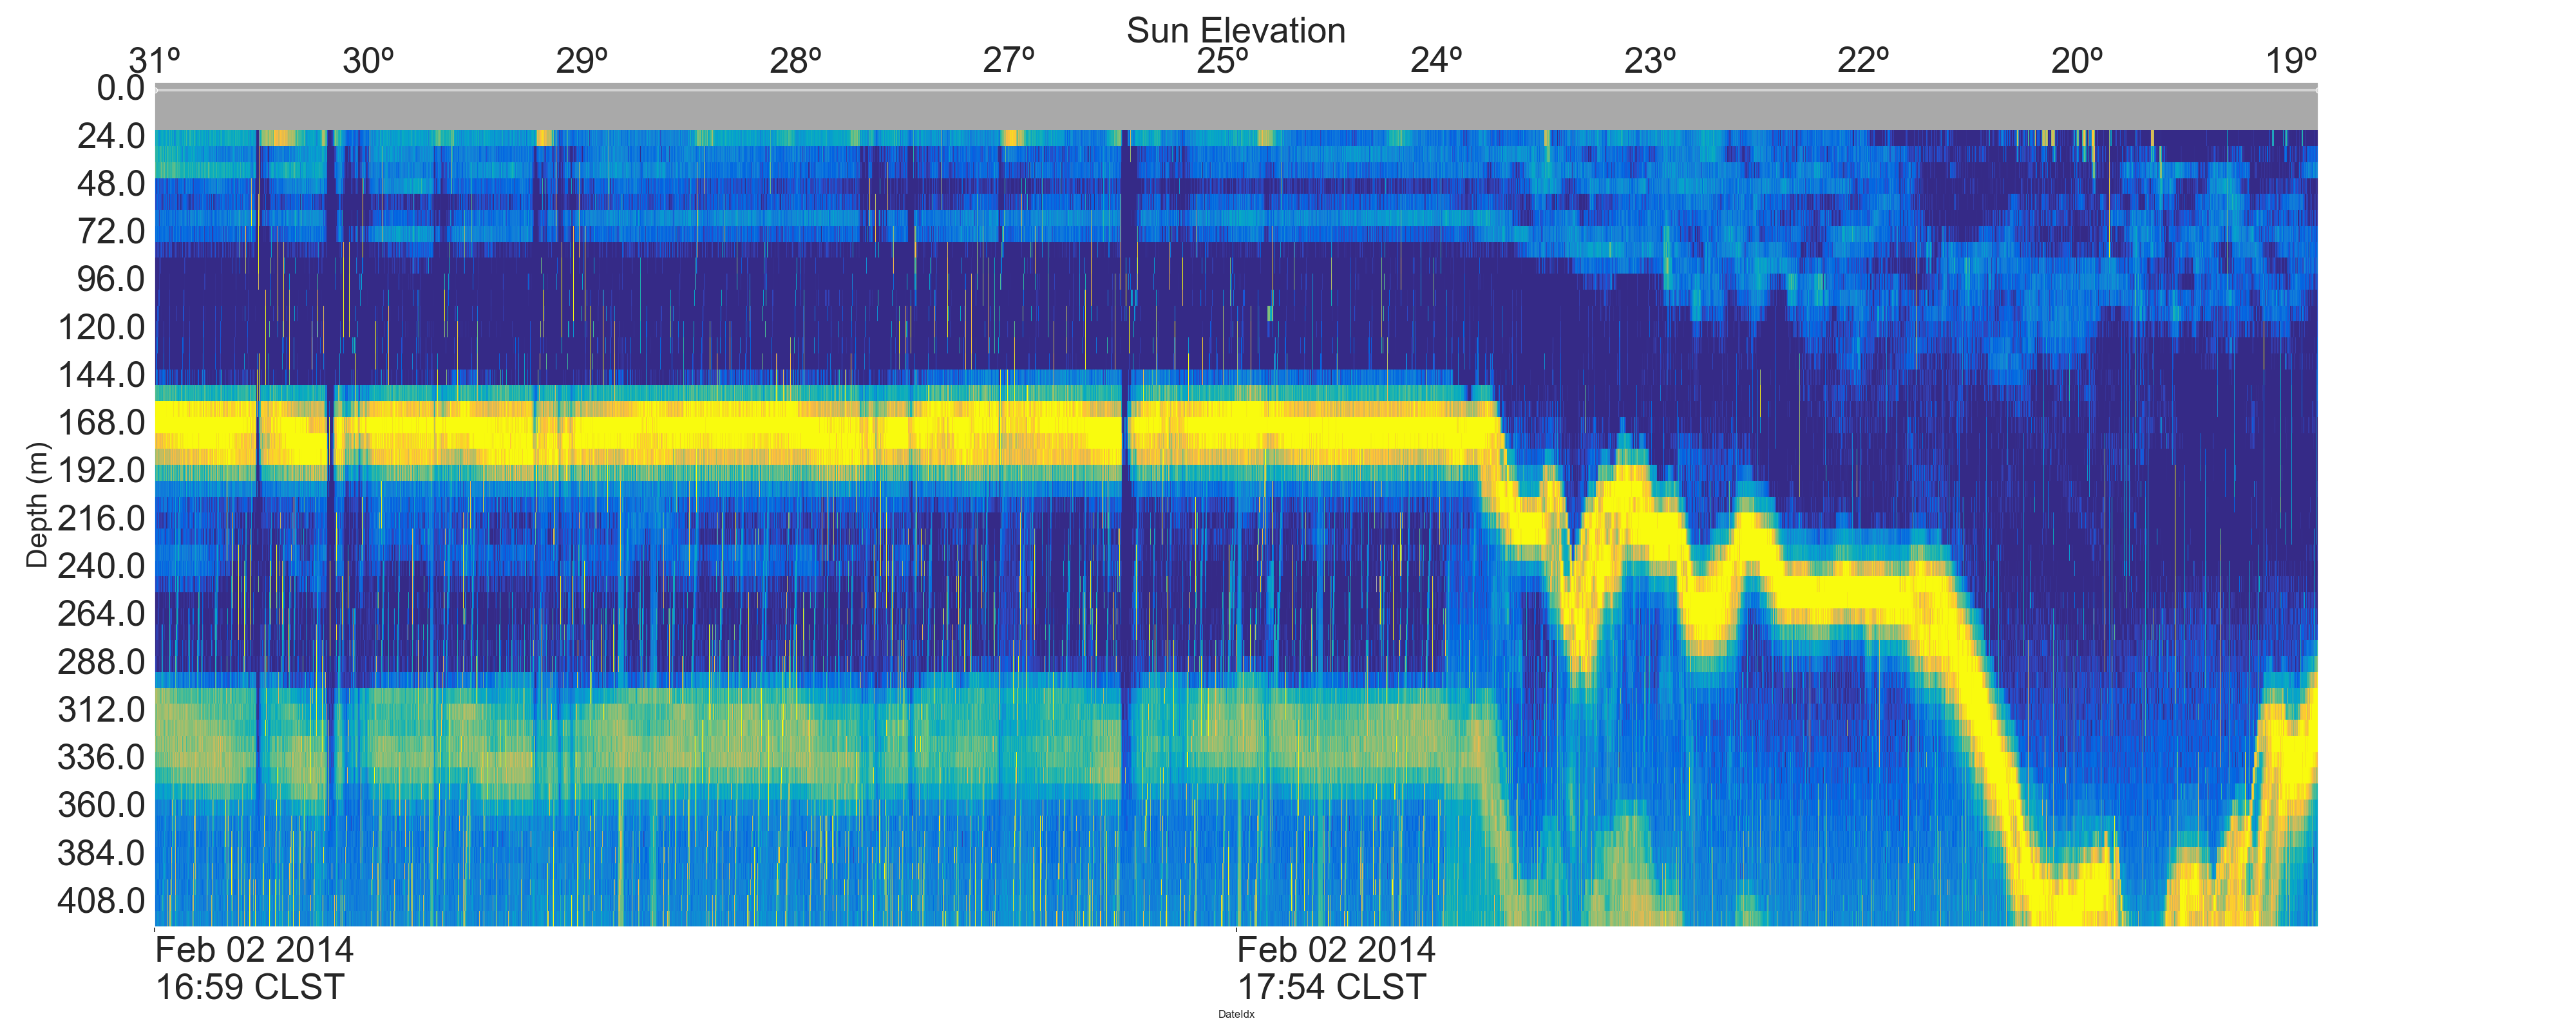 Sun Elevation
31º 30º 29º 28º 27º 25º 24º 23º 22º 20º 19º
0.0
24.0
48.0
72.0
96.0
120.0
144.0
168.0
192.0
216.0
240.0
264.0
288.0
312.0
336.0
360.0
384.0
408.0
Depth (m)
Feb 02 2014
16:59 CLST
Feb 02 2014
17:54 CLST
DateIdx